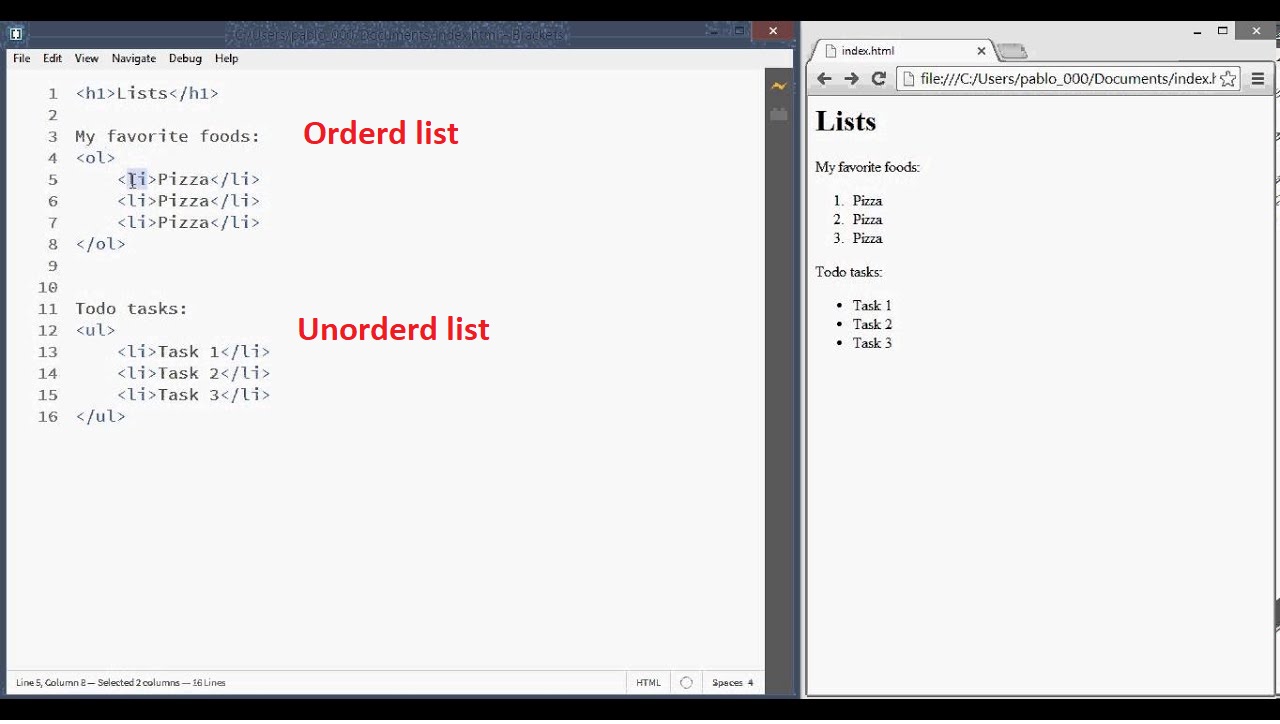 C:/Users/pablo_000/Documents/index.html - Brackets
File Edit View Navigate Debug Help
1 <h1>Lists</h1>
2
3 My favorite foods:
Orderd list
4 <ol>
5 <li>Pizza</li>
6 <li>Pizza</li>
7 <li>Pizza</li>
8 </ol>
9
10
11 Todo tasks:
12 <ul>
Unorderd list
13 <li>Task 1</li>
14 <li>Task 2</li>
15 <li>Task 3</li>
16 </ul>
Line 5, Column 8 — Selected 2 columns — 16 Lines
HTML
Spaces 4
index.html
file:///C:/Users/pablo_000/Documents/index.h
Lists
My favorite foods:
1. Pizza
2. Pizza
3. Pizza
Todo tasks:
• Task 1
• Task 2
• Task 3